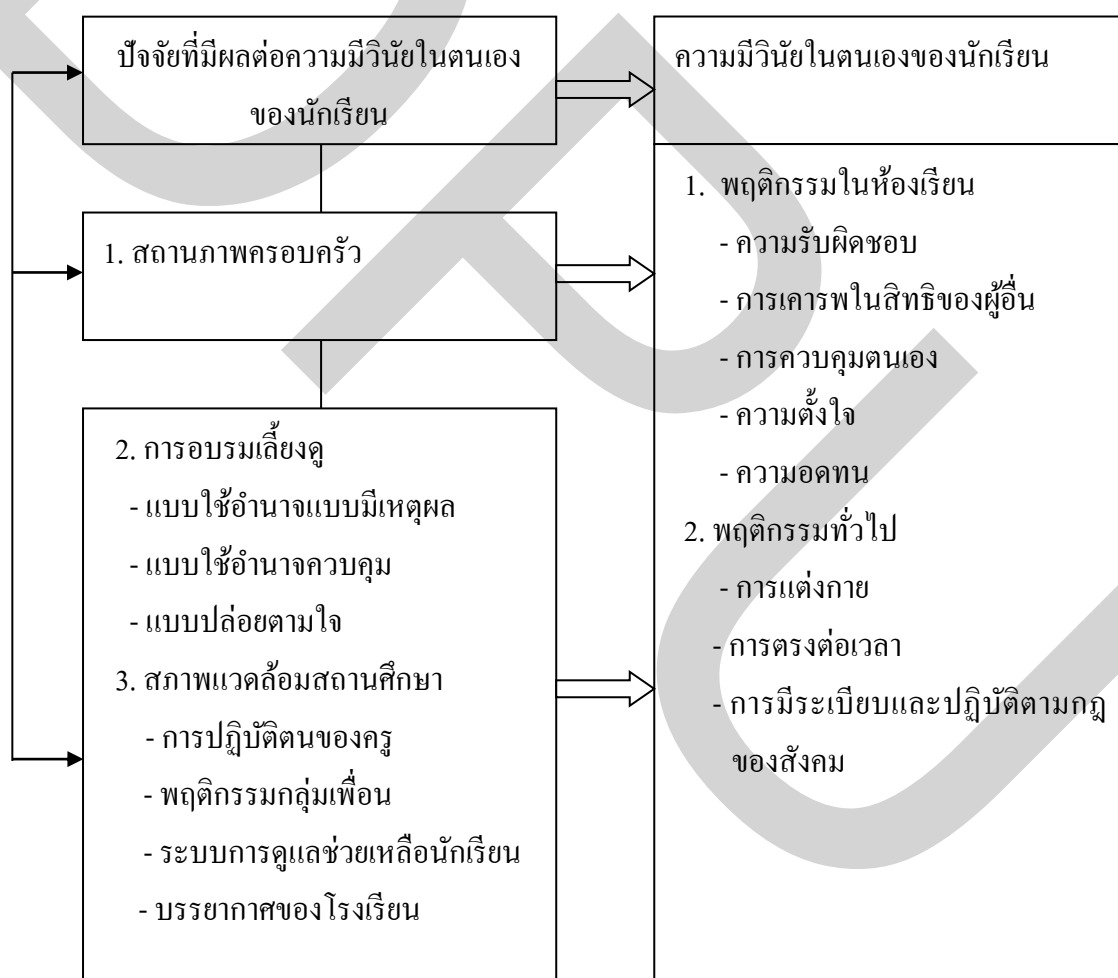 ปัจจัยที่มีผลต่อความมีวินัยในตนเอง
ของนักเรียน
1. สถานภาพครอบครัว
2. การอบรมเลี้ยงดู
- แบบใช้อำนาจแบบมีเหตุผล
- แบบใช้อำนาจควบคุม
- แบบปล่อยตามใจ
3. สภาพแวดล้อมสถานศึกษา
- การปฏิบัติตนของครู
- พฤติกรรมกลุ่มเพื่อน
- ระบบการดูแลช่วยเหลือนักเรียน
- บรรยากาศของโรงเรียน
ความมีวินัยในตนเองของนักเรียน
1. พฤติกรรมในห้องเรียน
- ความรับผิดชอบ
- การเคารพในสิทธิของผู้อื่น
- การควบคุมตนเอง
- ความตั้งใจ
- ความอดทน
2. พฤติกรรมทั่วไป
- การแต่งกาย
- การตรงต่อเวลา
- การมีระเบียบและปฏิบัติตามกฎ
ของสังคม